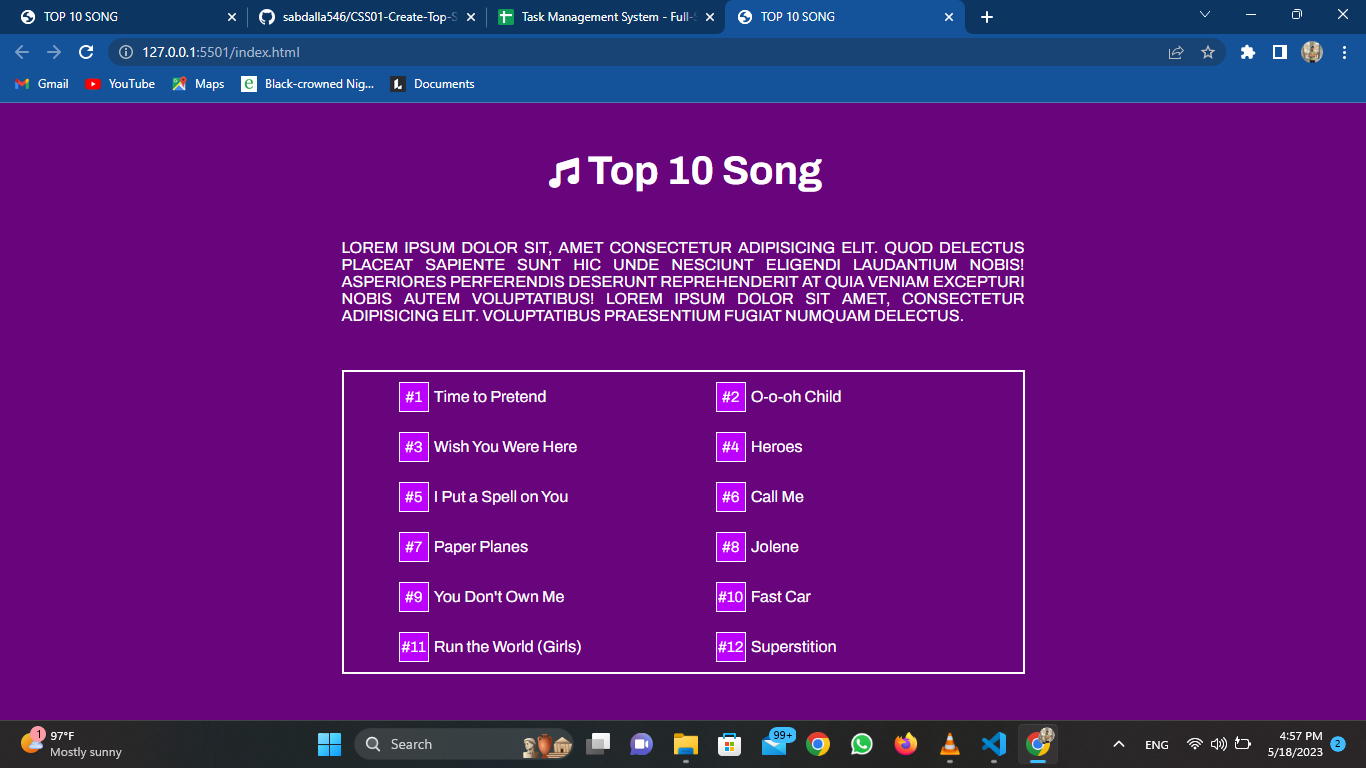 TOP 10 SONG
sabdalla546/CSS01-Create-Top-S
Task Management System - Full-S
TOP 10 SONG
127.0.0.1:5501/index.html
Gmail
YouTube
Maps
Black-crowned Nig...
Documents
Top 10 Song
LOREM IPSUM DOLOR SIT, AMET CONSECTETUR ADIPISICING ELIT. QUOD DELECTUS
PLACEAT SAPIENTE SUNT HIC UNDE NESCIUNT ELIGENDI LAUDANTIUM NOBIS!
ASPERIORES PERFERENDIS DESERUNT REPREHENDERIT AT QUIA VENIAM EXCEPTURI
NOBIS AUTEM VOLUPTATIBUS! LOREM IPSUM DOLOR SIT AMET, CONSECTETUR
ADIPISICING ELIT. VOLUPTATIBUS PRAESENTIUM FUGIAT NUMQUAM DELECTUS.
#1 Time to Pretend
#2 O-o-oh Child
#3 Wish You Were Here
#4 Heroes
#5 I Put a Spell on You
#6 Call Me
#7 Paper Planes
#8 Jolene
#9 You Don't Own Me
#10 Fast Car
#11 Run the World (Girls)
#12 Superstition
1
97°F
Mostly sunny
Search
99+
ENG
4:57 PM
5/18/2023
2